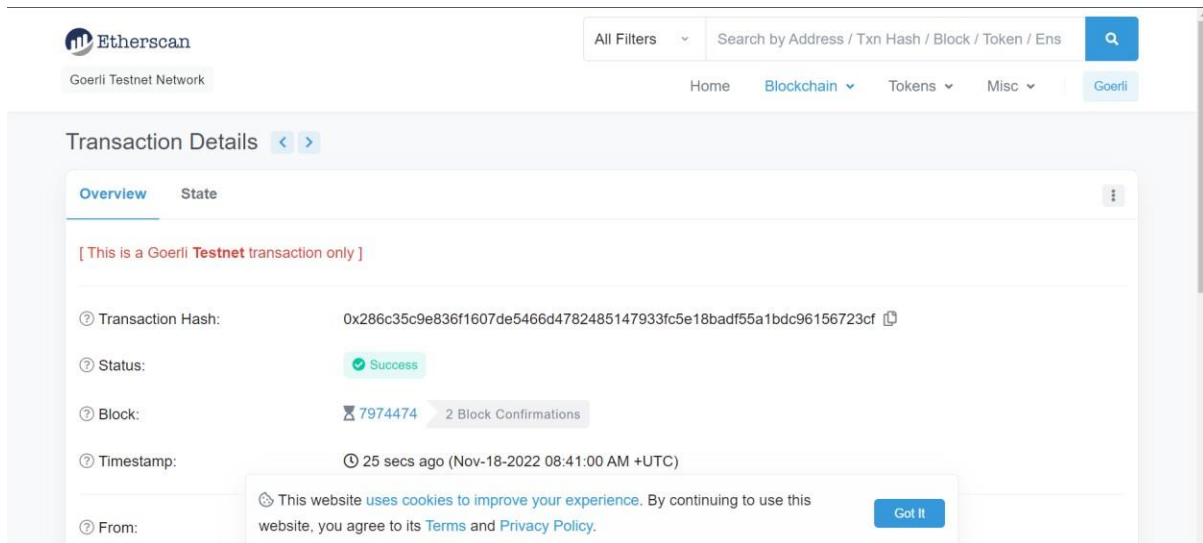 Etherscan
All Filters Search by Address / Txn Hash / Block / Token / Ens
Goerli Testnet Network
Home Blockchain Tokens Misc Goerli
Transaction Details
Overview State
[ This is a Goerli Testnet transaction only ]
Transaction Hash: 0x286c35c9e836f1607de5466d4782485147933fc5e18badf55a1bdc96156723cf
Status: Success
Block: 7974474 2 Block Confirmations
Timestamp: 25 secs ago (Nov-18-2022 08:41:00 AM +UTC)
This website uses cookies to improve your experience. By continuing to use this
website, you agree to its Terms and Privacy Policy.
Got It
From: